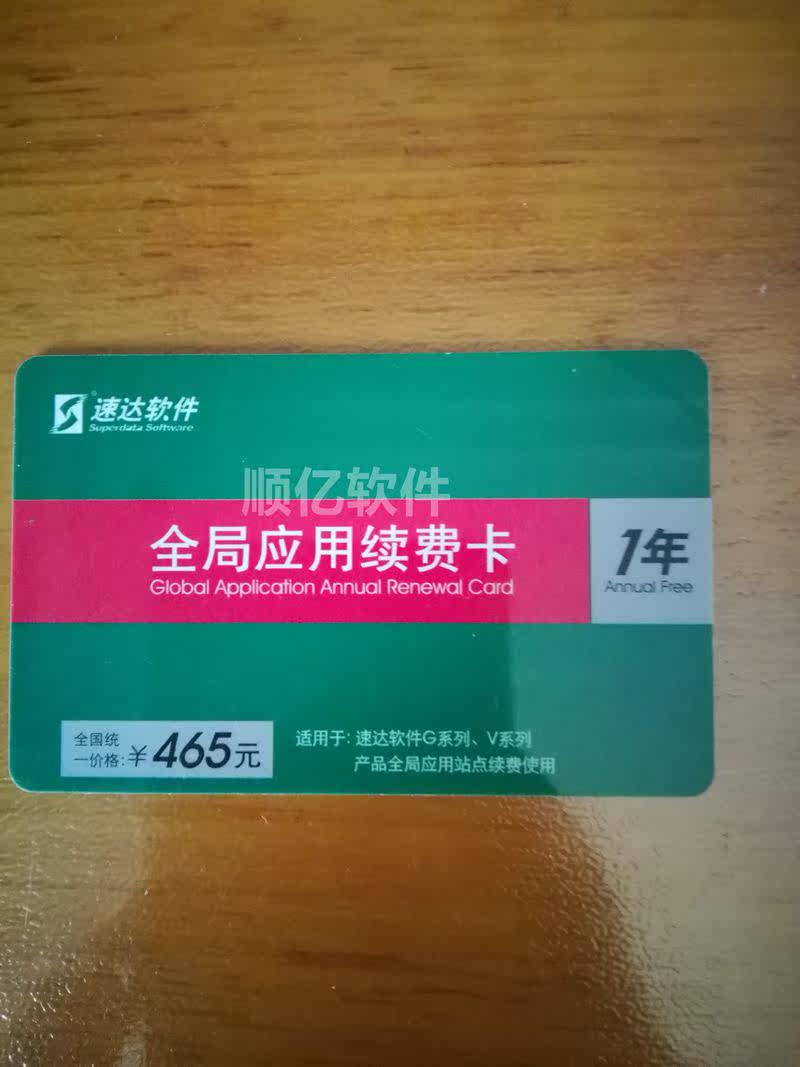 速达软件
Superdata Software
顺亿软件
全局应用续费卡
Global Application Annual Renewal Card
1年
Annual Free
全国统
一价格:¥465元
适用于:速达软件G系列、V系列
产品全局应用站点续费使用